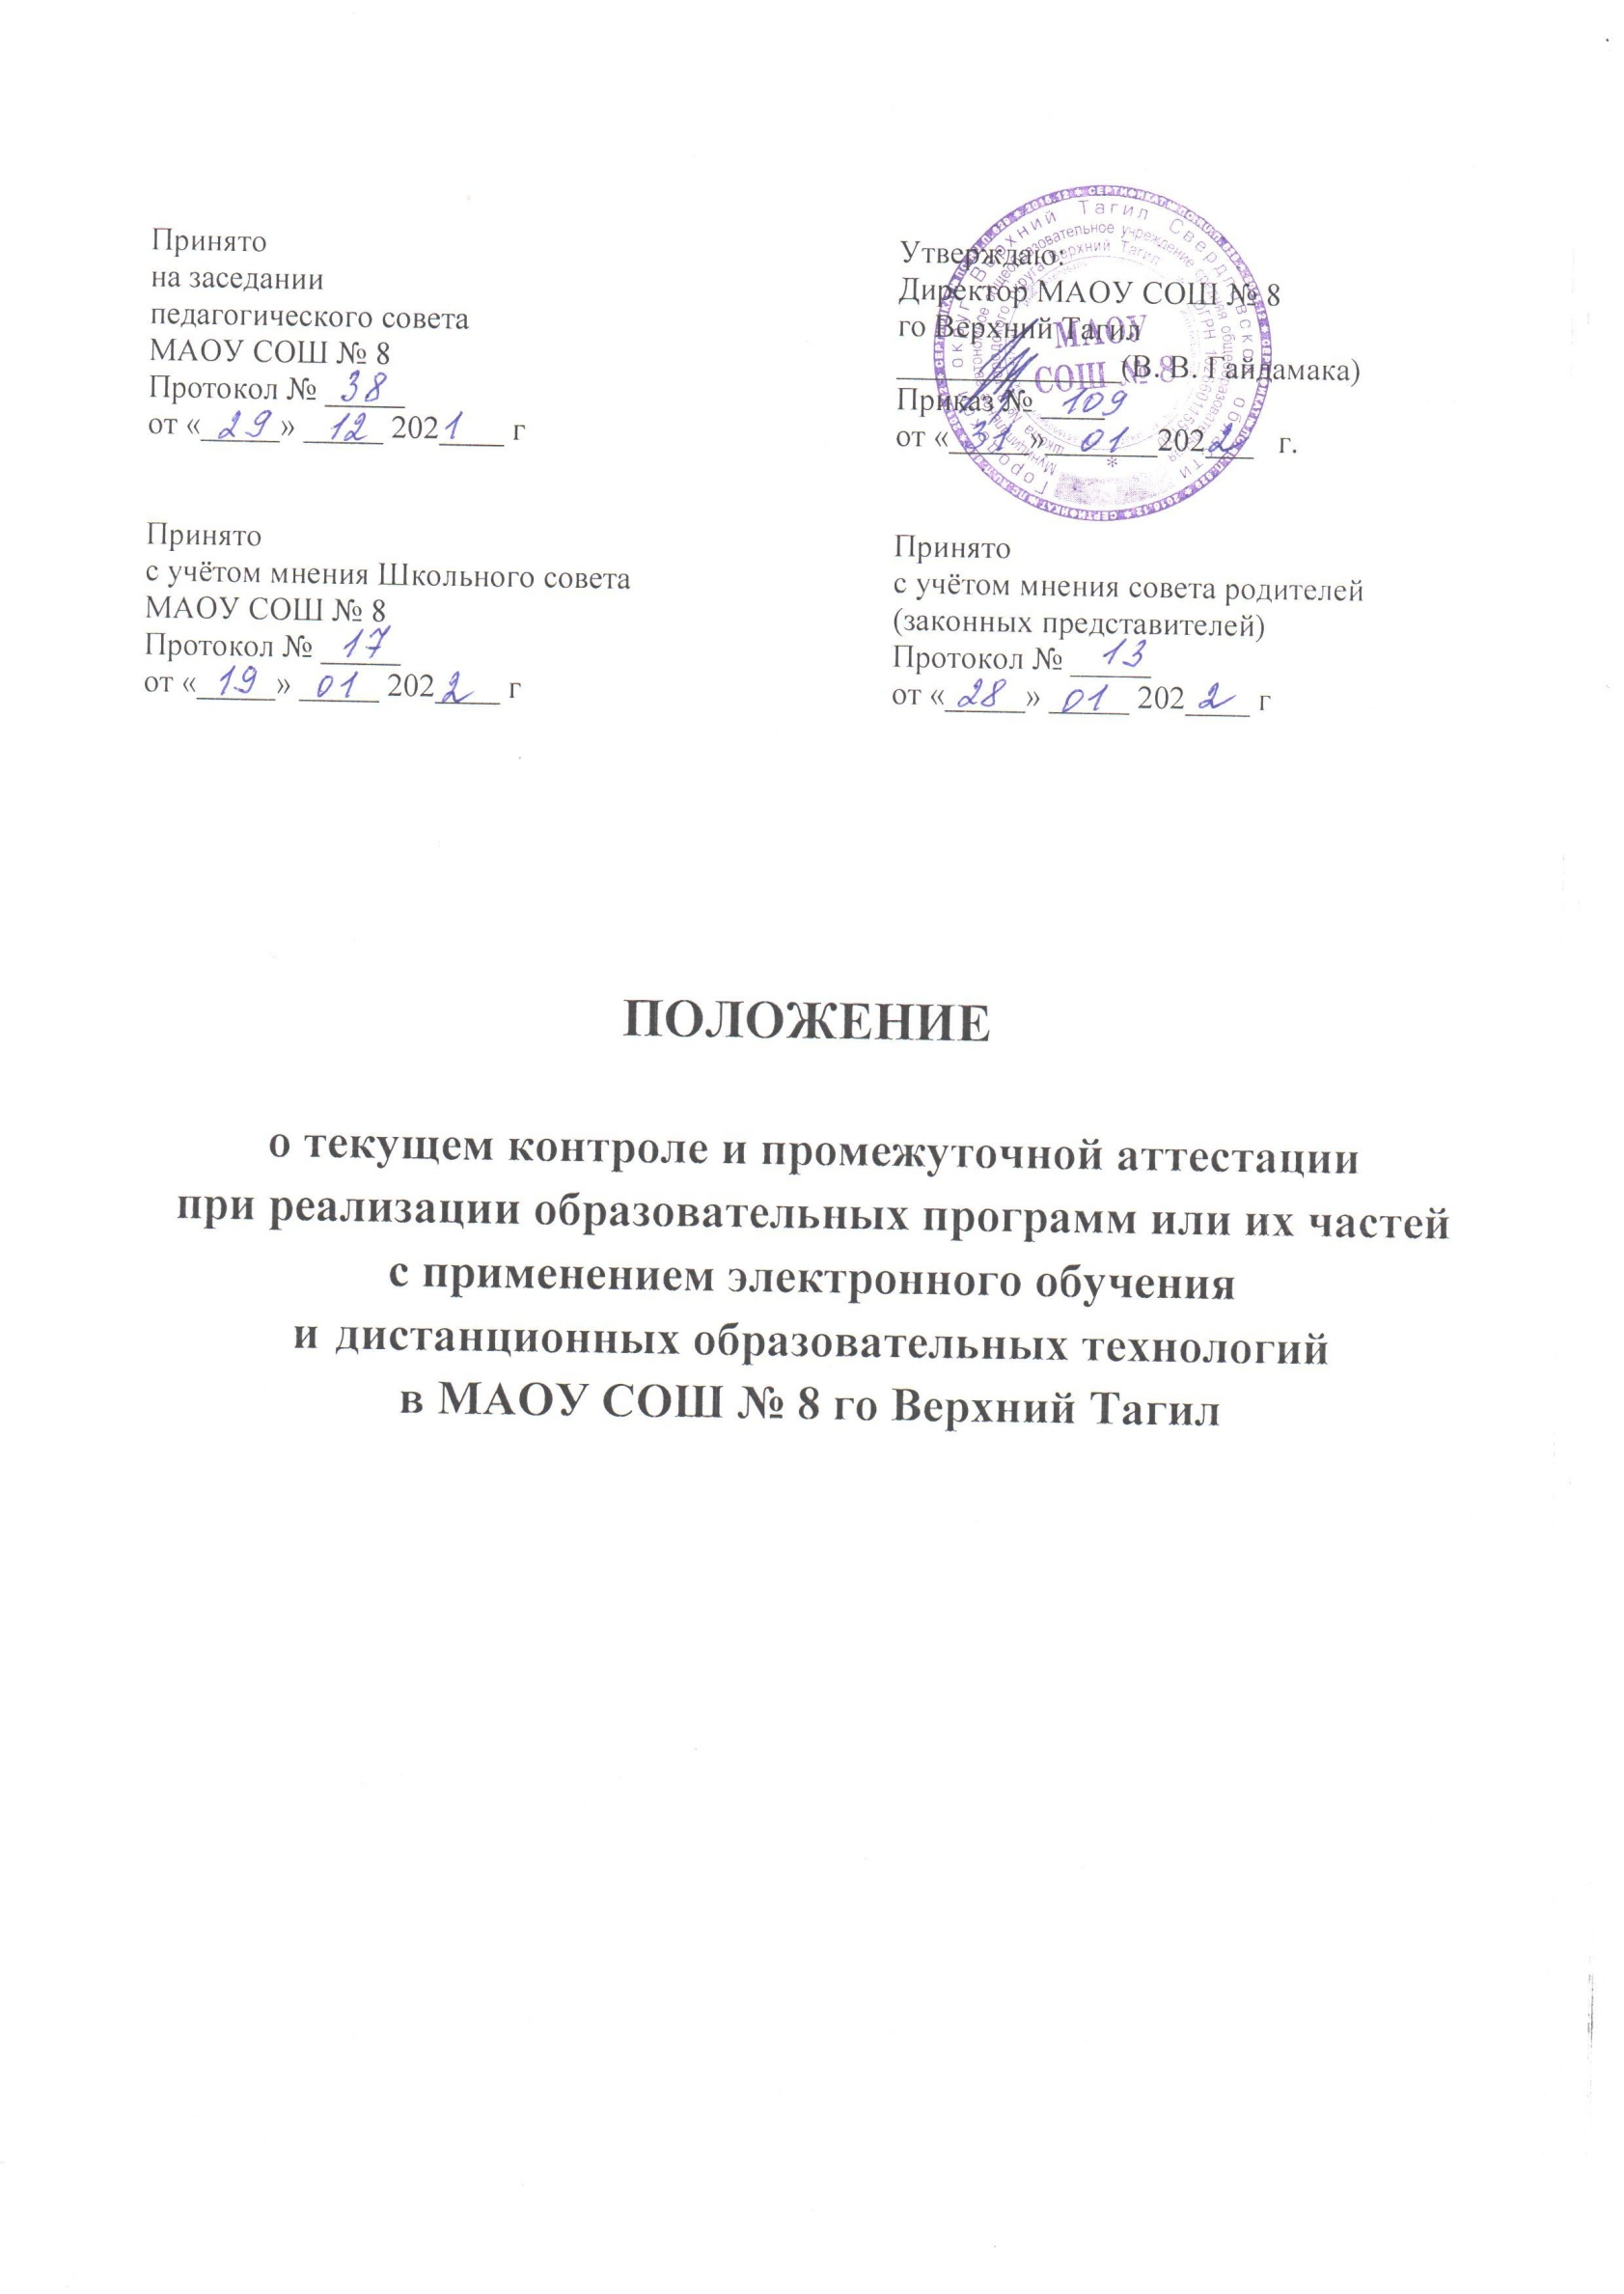 Принято
на заседании
педагогического совета
МАОУ СОШ № 8
Протокол № 38
от «29» 12 2021 г
Утверждаю:
Директор МАОУ СОШ № 8
го Верхний Тагил
(В. В. Гайдамака)
Приказ № 109
от «31» 01 2022 г.
МАОУ
СОШ № 8
Принято
с учётом мнения Школьного совета
МАОУ СОШ № 8
Протокол № 17
от «19» 01 2022 г
Принято
с учётом мнения совета родителей
(законных представителей)
Протокол № 13
от «28» 01 2022 г
ПОЛОЖЕНИЕ
о текущем контроле и промежуточной аттестации
при реализации образовательных программ или их частей
с применением электронного обучения
и дистанционных образовательных технологий
в МАОУ СОШ № 8 го Верхний Тагил